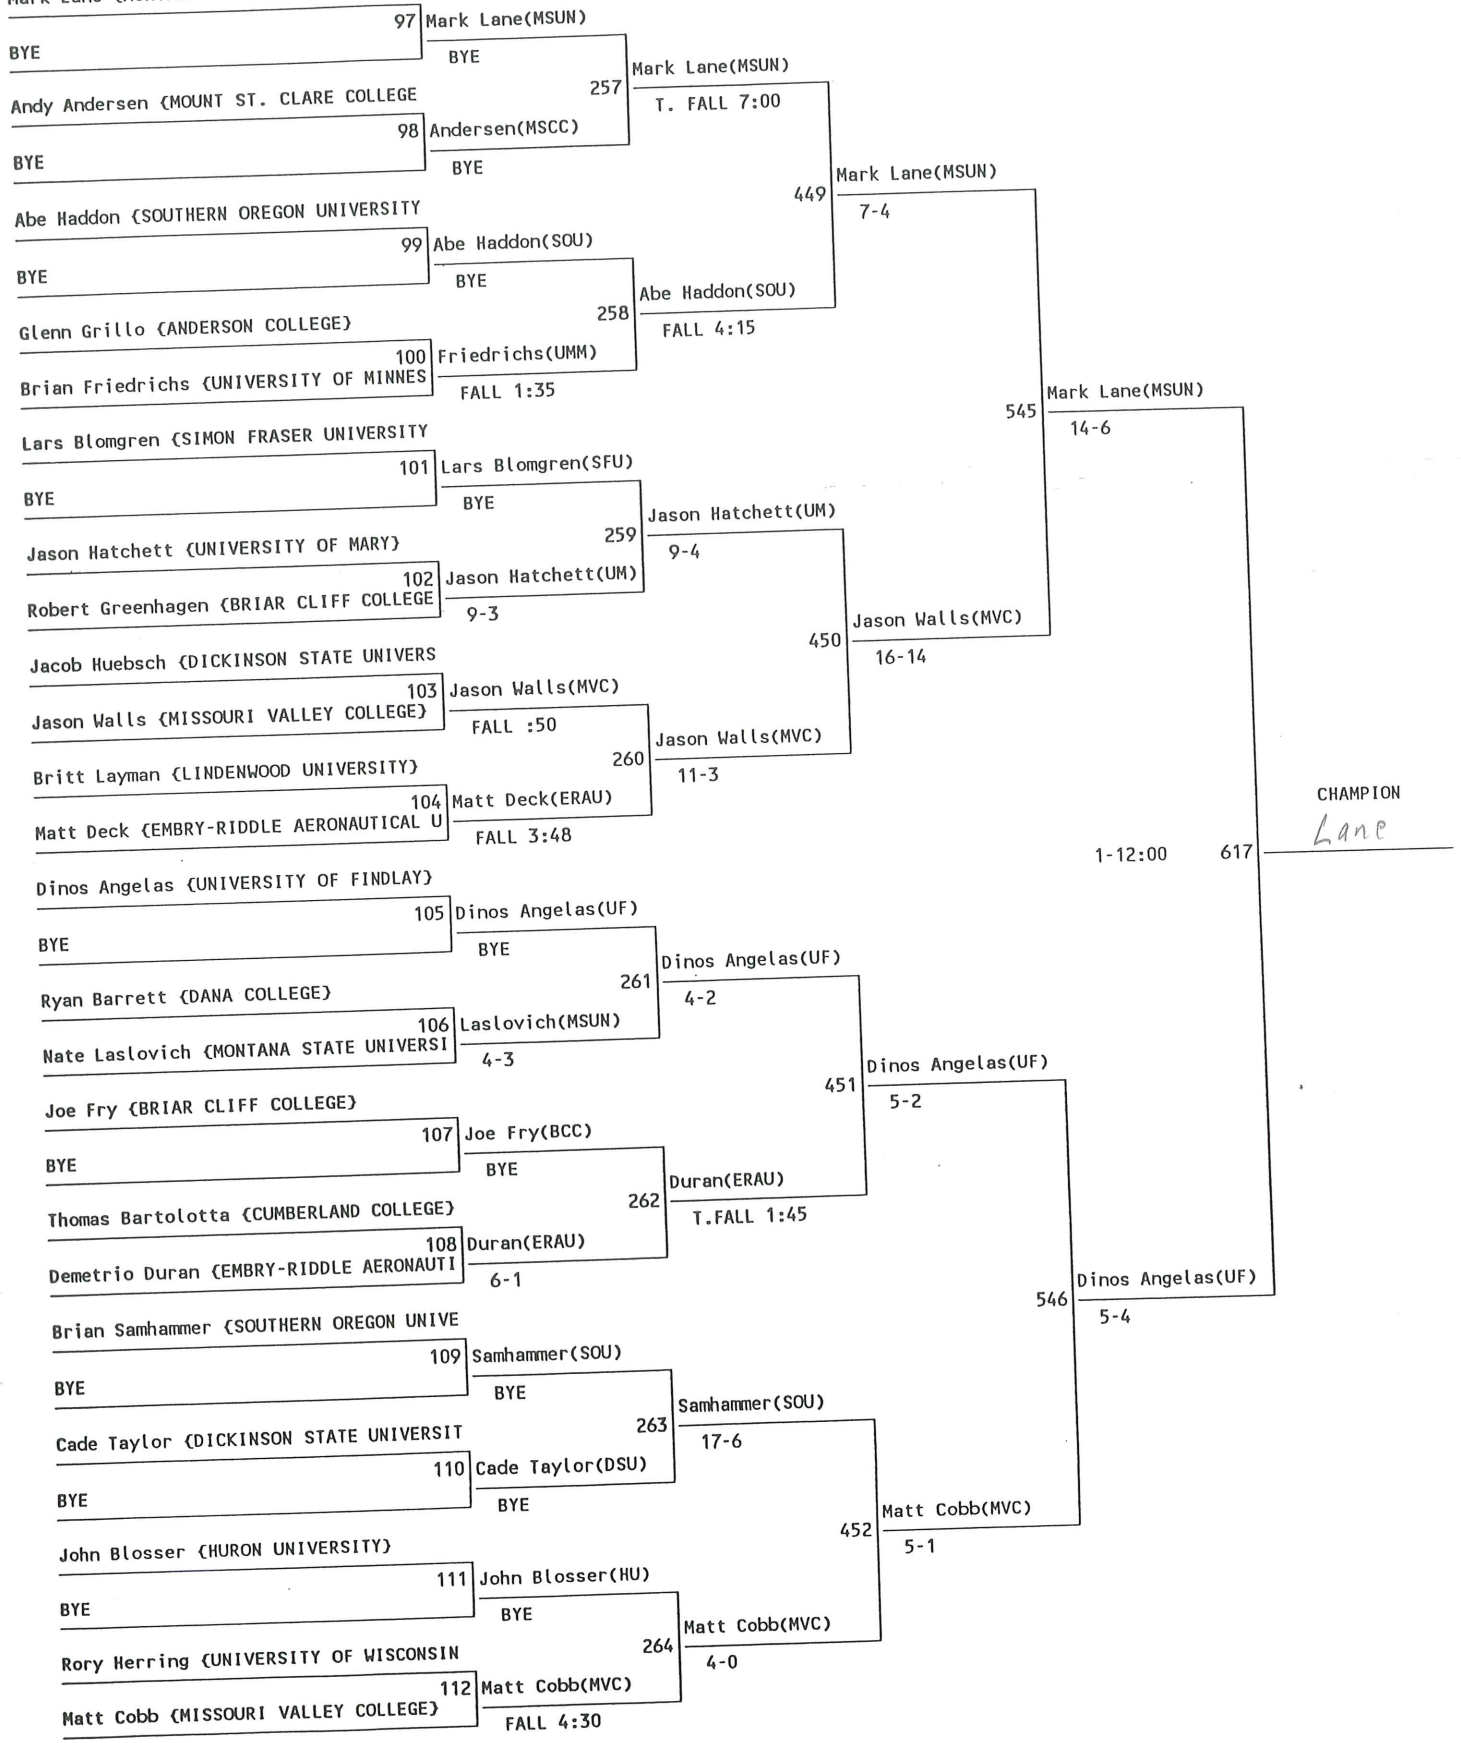 97 Mark Lane(MSUN)
BYE
BYE
Mark Lane(MSUN)
257
T. FALL 7:00
Andy Andersen {MOUNT ST. CLARE COLLEGE
98 Andersen(MSCC)
BYE
BYE
Mark Lane(MSUN)
449
7-4
Abe Haddon {SOUTHERN OREGON UNIVERSITY
99 Abe Haddon(SOU)
BYE
BYE
Abe Haddon(SOU)
258
FALL 4:15
Glenn Grillo {ANDERSON COLLEGE}
100 Friedrichs(UMM)
Brian Friedrichs {UNIVERSITY OF MINNES
FALL 1:35
Mark Lane(MSUN)
545
14-6
Lars Blomgren {SIMON FRASER UNIVERSITY
101 Lars Blomgren(SFU)
BYE
BYE
Jason Hatchett(UM)
259
9-4
Jason Hatchett {UNIVERSITY OF MARY}
102 Jason Hatchett(UM)
Robert Greenhagen {BRIAR CLIFF COLLEGE
9-3
Jason Walls(MVC)
450
16-14
Jacob Huebsch {DICKINSON STATE UNIVERS
103 Jason Walls(MVC)
Jason Walls {MISSOURI VALLEY COLLEGE}
FALL :50
Jason Walls(MVC)
260
11-3
Britt Layman {LINDENWOOD UNIVERSITY}
104 Matt Deck(ERAU)
Matt Deck {EMBRY-RIDDLE AERONAUTICAL U
FALL 3:48
CHAMPION
Lane
1-12:00 617
Dinos Angelas {UNIVERSITY OF FINDLAY}
105 Dinos Angelas(UF)
BYE
BYE
Dinos Angelas(UF)
261
4-2
Ryan Barrett {DANA COLLEGE}
106 Laslovich(MSUN)
Nate Laslovich {MONTANA STATE UNIVERSI
4-3
Dinos Angelas(UF)
451
5-2
Joe Fry {BRIAR CLIFF COLLEGE}
107 Joe Fry(BCC)
BYE
BYE
Duran(ERAU)
262
T.FALL 1:45
Thomas Bartolotta {CUMBERLAND COLLEGE}
108 Duran(ERAU)
Demetrio Duran {EMBRY-RIDDLE AERONAUTI
6-1
Dinos Angelas(UF)
546
5-4
Brian Samhammer {SOUTHERN OREGON UNIVE
109 Samhammer(SOU)
BYE
BYE
Samhammer(SOU)
263
17-6
Cade Taylor {DICKINSON STATE UNIVERSIT
110 Cade Taylor(DSU)
BYE
BYE
Matt Cobb(MVC)
452
5-1
John Blosser {HURON UNIVERSITY}
111 John Blosser(HU)
BYE
BYE
Matt Cobb(MVC)
264
4-0
Rory Herring {UNIVERSITY OF WISCONSIN
112 Matt Cobb(MVC)
Matt Cobb {MISSOURI VALLEY COLLEGE}
FALL 4:30